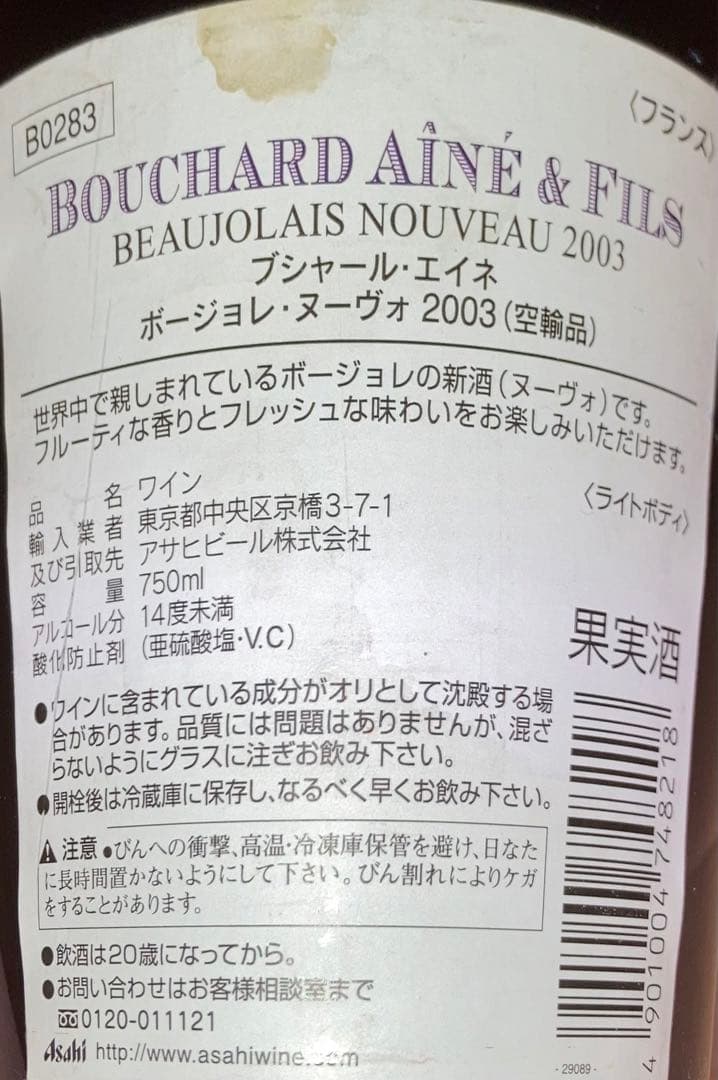 B0283
〈フランス〉
BOUCHARD AÎNÉ & FILS
BEAUJOLAIS NOUVEAU 2003
ブシャール・エイネ
ボージョレ・ヌーヴォ 2003 (空輸品)
世界中で親しまれているボージョレの新酒(ヌーヴォ)です。
フルーティな香りとフレッシュな味わいをお楽しみいただけます。
〈ライトボディ〉
品名 ワイン
輸入業者 東京都中央区京橋3-7-1
及び引取先 アサヒビール株式会社
容量 750ml
アルコール分 14度未満
酸化防止剤 (亜硫酸塩・V.C)
果実酒
●ワインに含まれている成分がオリとして沈殿する場
合があります。品質には問題はありませんが、混ざ
らないようにグラスに注ぎお飲み下さい。
●開栓後は冷蔵庫に保存し、なるべく早くお飲み下さい。
注意 ●びんへの衝撃、高温・冷凍庫保管を避け、日なた
に長時間置かないようにして下さい。びん割れによりケガ
をすることがあります。
●飲酒は20歳になってから。
●お問い合わせはお客様相談室まで
0120-011121
Asahi http://www.asahiwine.com
4901004748218
- 29089 -